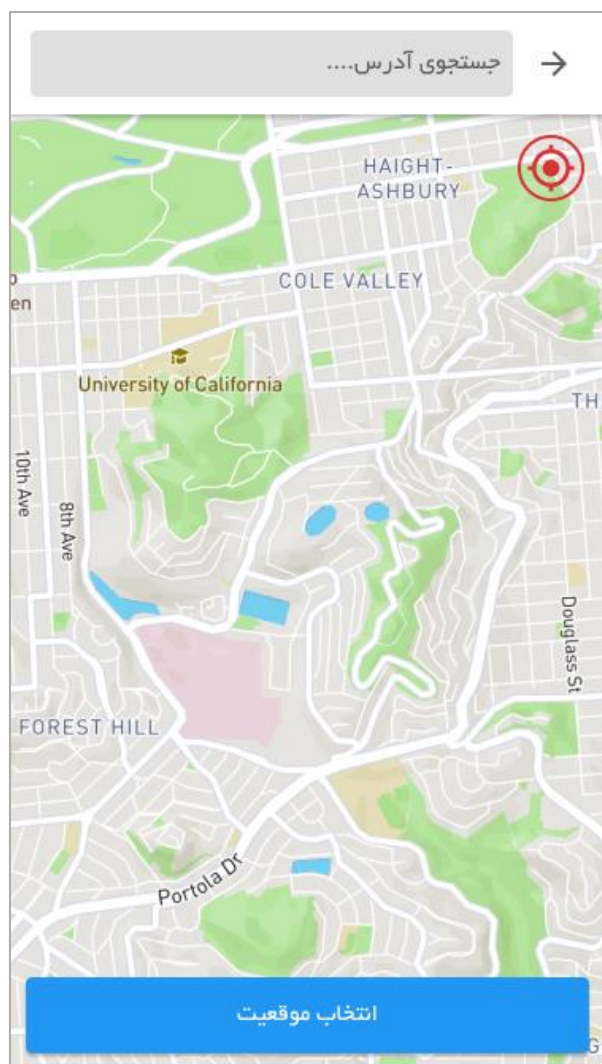 جستجوی آدرس....
HAIGHT-
ASHBURY
COLE VALLEY
en
University of California
TH
10th Ave
8th Ave
Douglass St
FOREST HILL
Portola Dr
انتخاب موقعیت
G